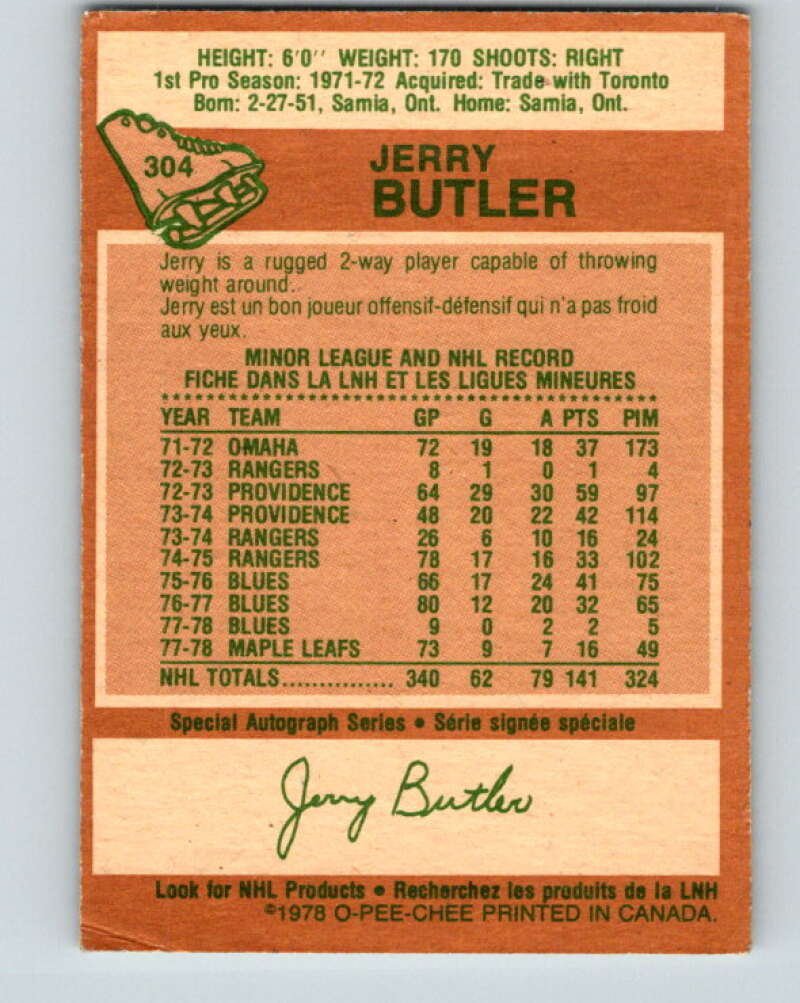 HEIGHT: 6'0'' WEIGHT: 170 SHOOTS: RIGHT
1st Pro Season: 1971-72 Acquired: Trade with Toronto
Born: 2-27-51, Sarnia, Ont. Home: Sarnia, Ont.
304
JERRY
BUTLER
Jerry is a rugged 2-way player capable of throwing
weight around.
Jerry est un bon joueur offensif-défensif qui n'a pas froid
aux yeux.
MINOR LEAGUE AND NHL RECORD
FICHE DANS LA LNH ET LES LIGUES MINEURES
YEAR TEAM GP G A PTS PIM
71-72 OMAHA 72 19 18 37 173
72-73 RANGERS 8 1 0 1 4
72-73 PROVIDENCE 64 29 30 59 97
73-74 PROVIDENCE 48 20 22 42 114
73-74 RANGERS 26 6 10 16 24
74-75 RANGERS 78 17 16 33 102
75-76 BLUES 66 17 24 41 75
76-77 BLUES 80 12 20 32 65
77-78 BLUES 9 0 2 2 5
77-78 MAPLE LEAFS 73 9 7 16 49
NHL TOTALS............... 340 62 79 141 324
Special Autograph Series • Série signée spéciale
Jerry Butler
Look for NHL Products • Recherchez les produits de la LNH
©1978 O-PEE-CHEE PRINTED IN CANADA.